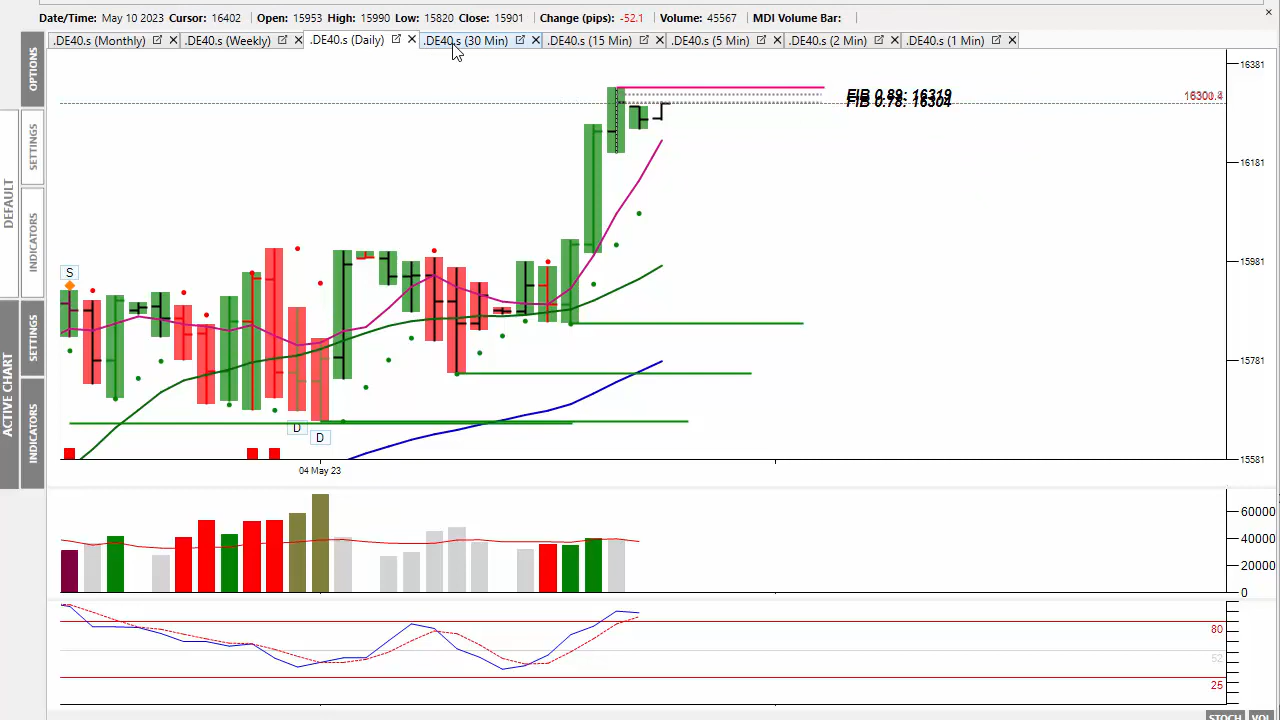 Date/Time: May 10 2023 Cursor: 16402 Open: 15953 High: 15990 Low: 15820 Close: 15901 Change (pips): -52.1 Volume: 45567 MDI Volume Bar:
.DE40.s (Monthly) .DE40.s (Weekly) .DE40.s (Daily) .DE40.s (30 Min) .DE40.s (15 Min) .DE40.s (5 Min) .DE40.s (2 Min) .DE40.s (1 Min)
OPTIONS
SETTINGS
DEFAULT
INDICATORS
SETTINGS
ACTIVE CHART
INDICATORS
16381
FIB 0.88: 16319
FIB 0.78: 16304
16181
S
15981
15781
D
D
15581
04 May 23
60000
40000
20000
0
80
52
25
STOCH VOL